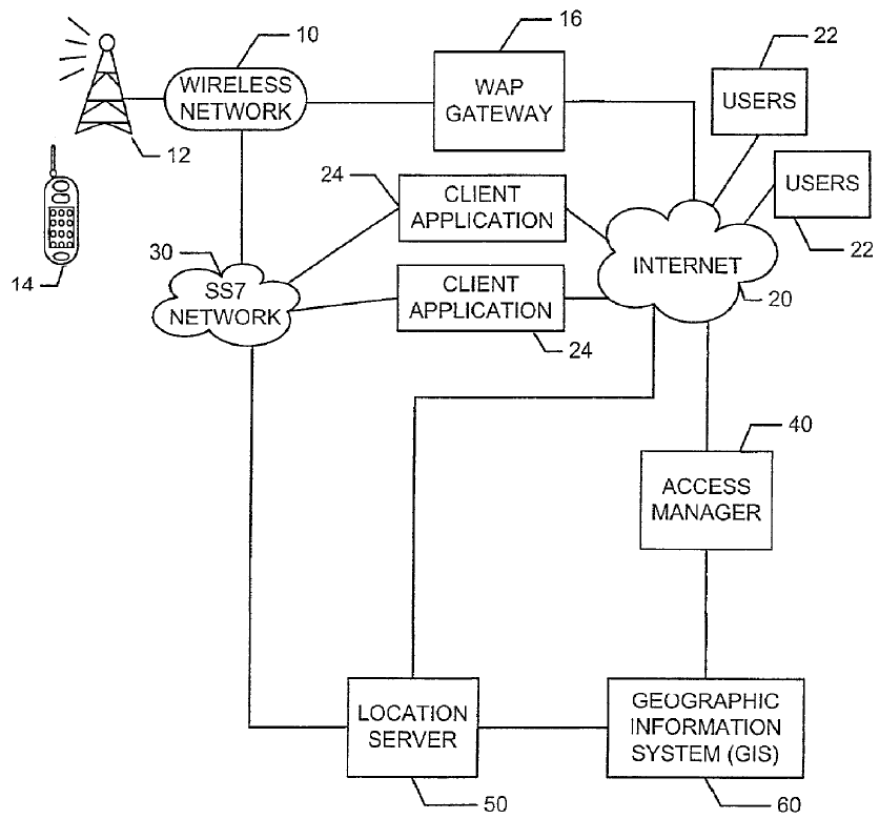 10
16
22
WIRELESS
NETWORK
WAP
GATEWAY
USERS
12
24
CLIENT
APPLICATION
USERS
14
30
SS7
NETWORK
INTERNET
22
CLIENT
APPLICATION
20
24
40
ACCESS
MANAGER
LOCATION
SERVER
GEOGRAPHIC
INFORMATION
SYSTEM (GIS)
50
60